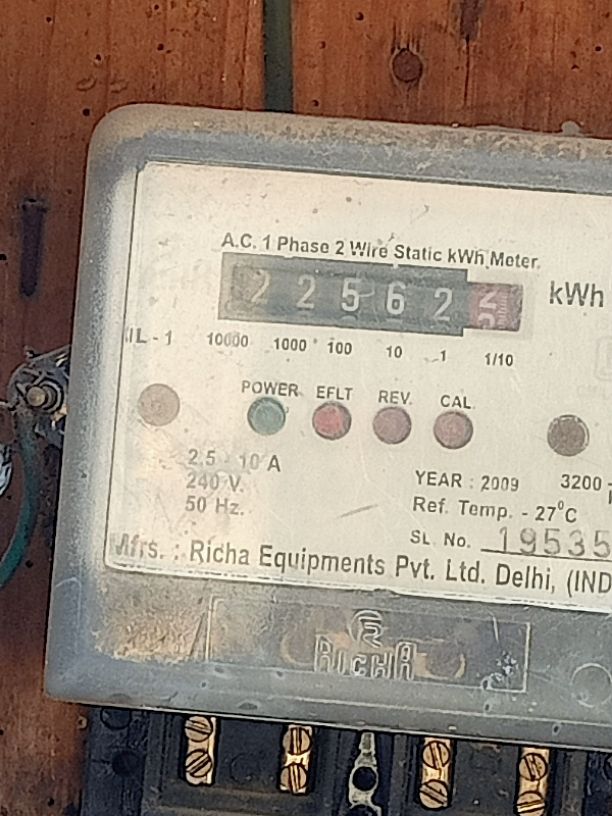 A.C. 1 Phase 2 Wire Static kWh Meter.
2 2 5 6 2
kWh
IL - 1 10000 1000 100 10 1 1/10
POWER EFLT REV. CAL
2.5 - 10 A
240 V.
50 Hz.
YEAR : 2009 3200
Ref. Temp. - 27°C
SL. No. 19535
Mfrs. : Richa Equipments Pvt. Ltd. Delhi, (IND
RICHA